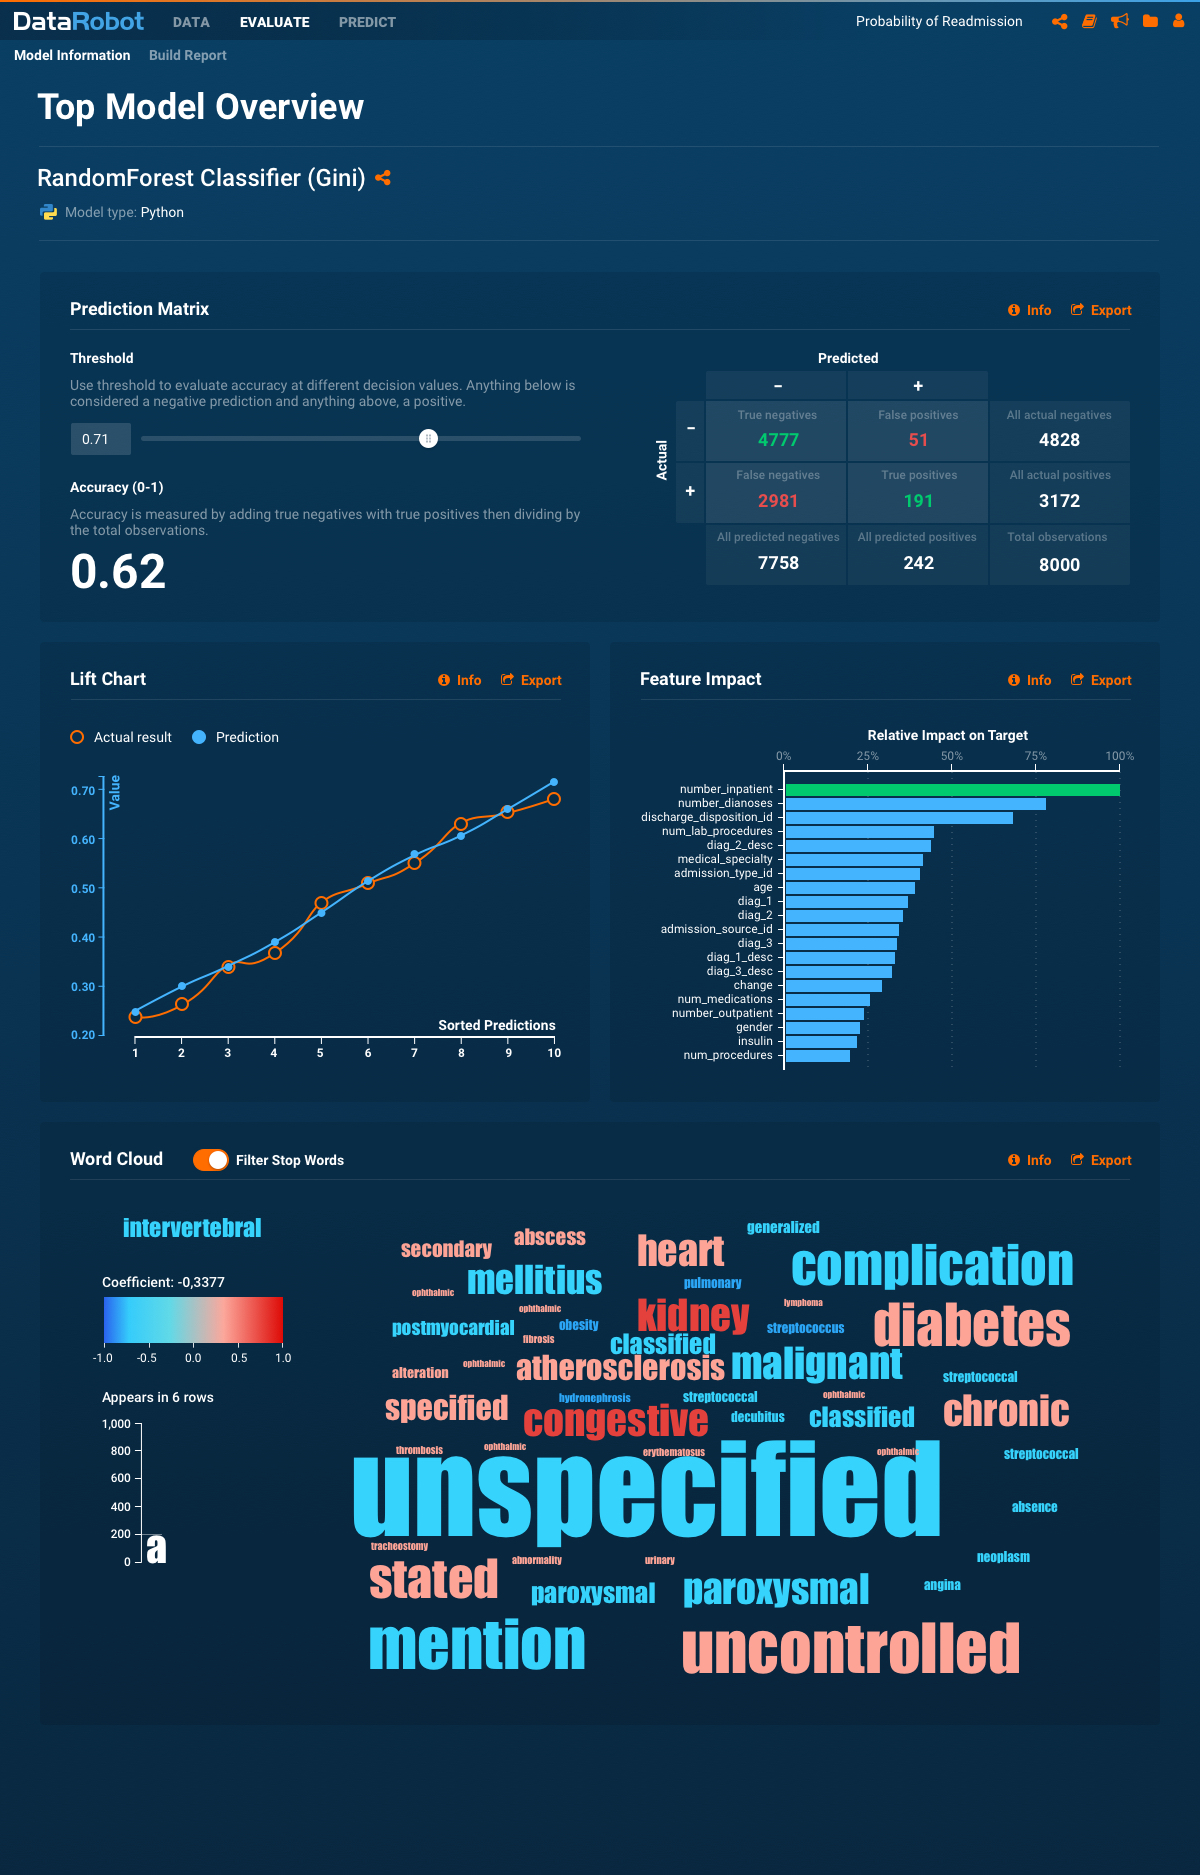 DataRobot DATA EVALUATE PREDICT Probability of Readmission
Model Information Build Report
Top Model Overview
RandomForest Classifier (Gini)
Model type: Python
Prediction Matrix Info Export
Threshold
Use threshold to evaluate accuracy at different decision values. Anything below is
considered a negative prediction and anything above, a positive.
0.71
Accuracy (0-1)
Accuracy is measured by adding true negatives with true positives then dividing by
the total observations.
0.62
Predicted
− +
Actual
−
True negatives False positives All actual negatives
4777 51 4828
+
False negatives True positives All actual positives
2981 191 3172
All predicted negatives All predicted positives Total observations
7758 242 8000
Lift Chart Info Export
Actual result Prediction
Value
0.70
0.60
0.50
0.40
0.30
0.20
Sorted Predictions
1 2 3 4 5 6 7 8 9 10
Feature Impact Info Export
Relative Impact on Target
0% 25% 50% 75% 100%
number_inpatient
number_dianoses
discharge_disposition_id
num_lab_procedures
diag_2_desc
medical_specialty
admission_type_id
age
diag_1
diag_2
admission_source_id
diag_3
diag_1_desc
diag_3_desc
change
num_medications
number_outpatient
gender
insulin
num_procedures
Word Cloud Filter Stop Words Info Export
intervertebral
Coefficient: -0,3377
-1.0 -0.5 0.0 0.5 1.0
Appears in 6 rows
1,000
800
600
400
200
0
a
generalized
abscess
secondary
heart
complication
mellitius
pulmonary
ophthalmic
lymphoma
ophthalmic
kidney
diabetes
postmyocardial
obesity
streptococcus
fibrosis
classified
ophthalmic
atherosclerosis
malignant
alteration
streptococcal
hydronephrosis
streptococcal
ophthalmic
specified
congestive
decubitus
classified
chronic
thrombosis
ophthalmic
erythematosus
ophthalmic
streptococcal
unspecified
absence
tracheostomy
abnormality
urinary
neoplasm
stated
paroxysmal
paroxysmal
angina
mention
uncontrolled